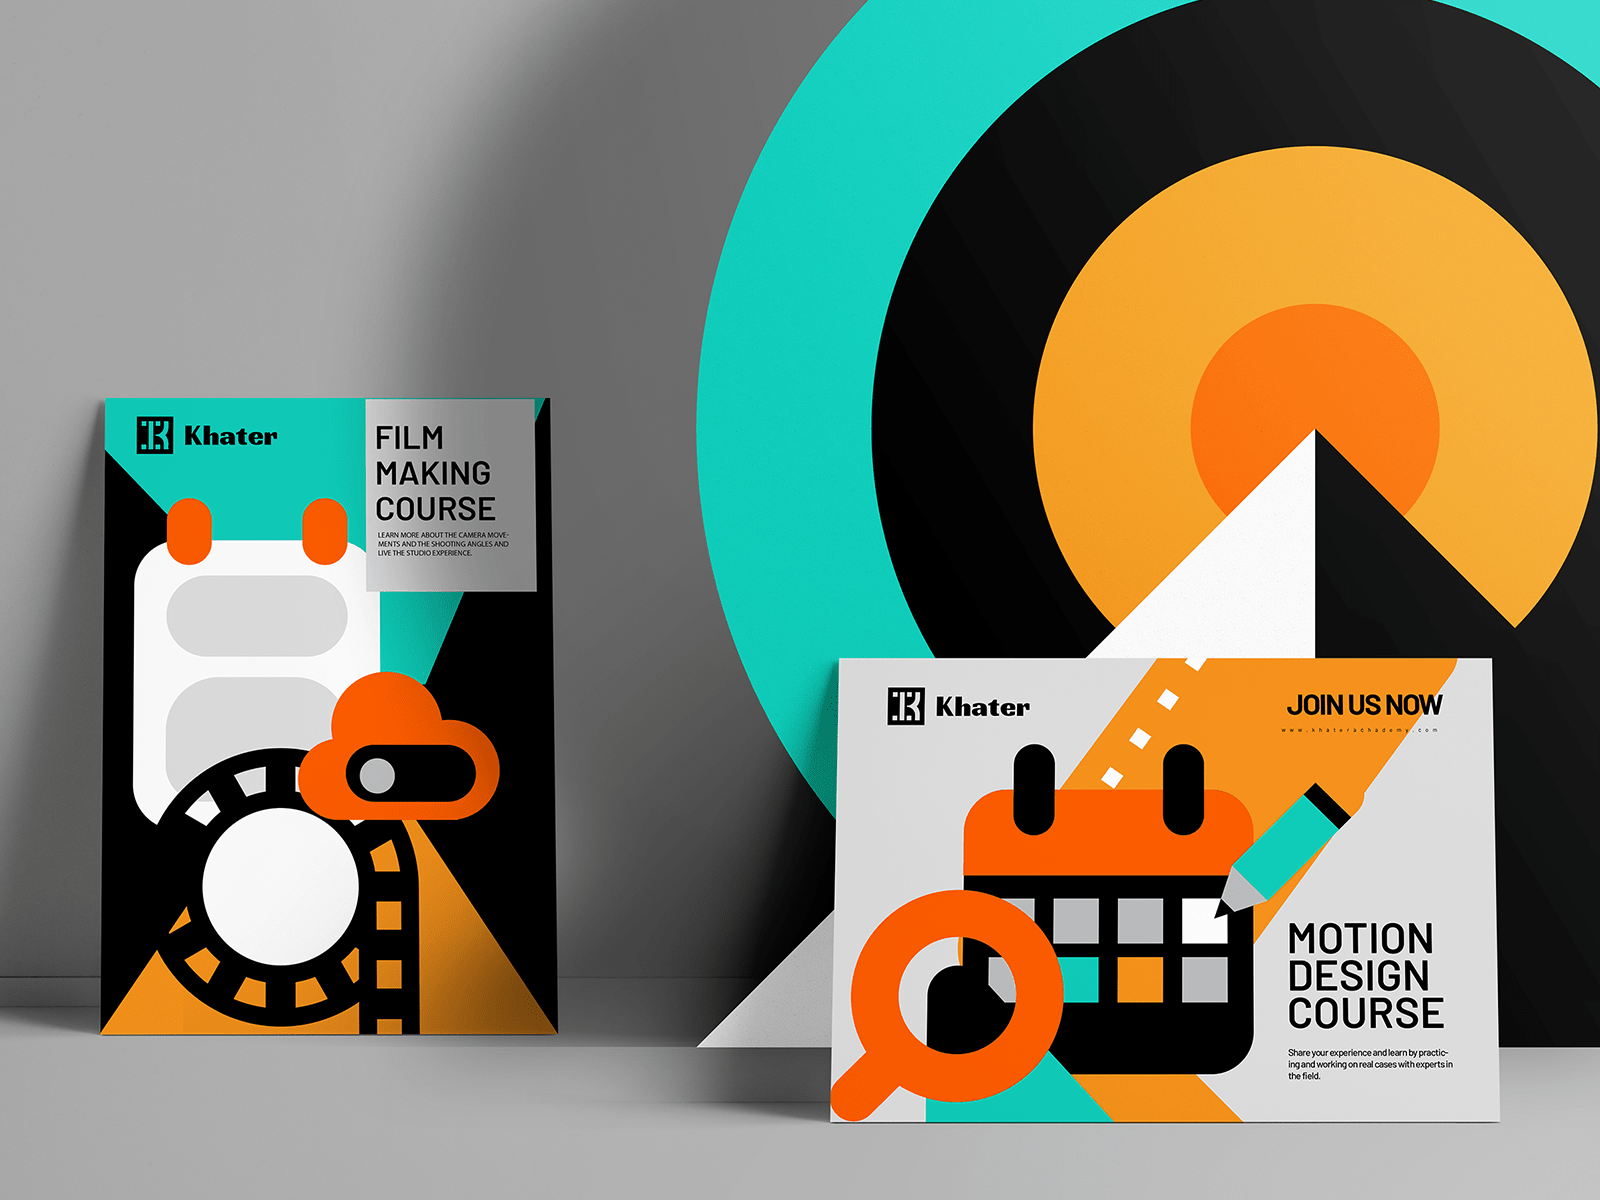 Khater
FILM
MAKING
COURSE
LEARN MORE ABOUT THE CAMERA MOVE-
MENTS AND THE SHOOTING ANGLES AND
LIVE THE STUDIO EXPERIENCE.
Khater
JOIN US NOW
www.khaterachademy.com
MOTION
DESIGN
COURSE
Share your experience and learn by practic-
ing and working on real cases with experts in
the field.